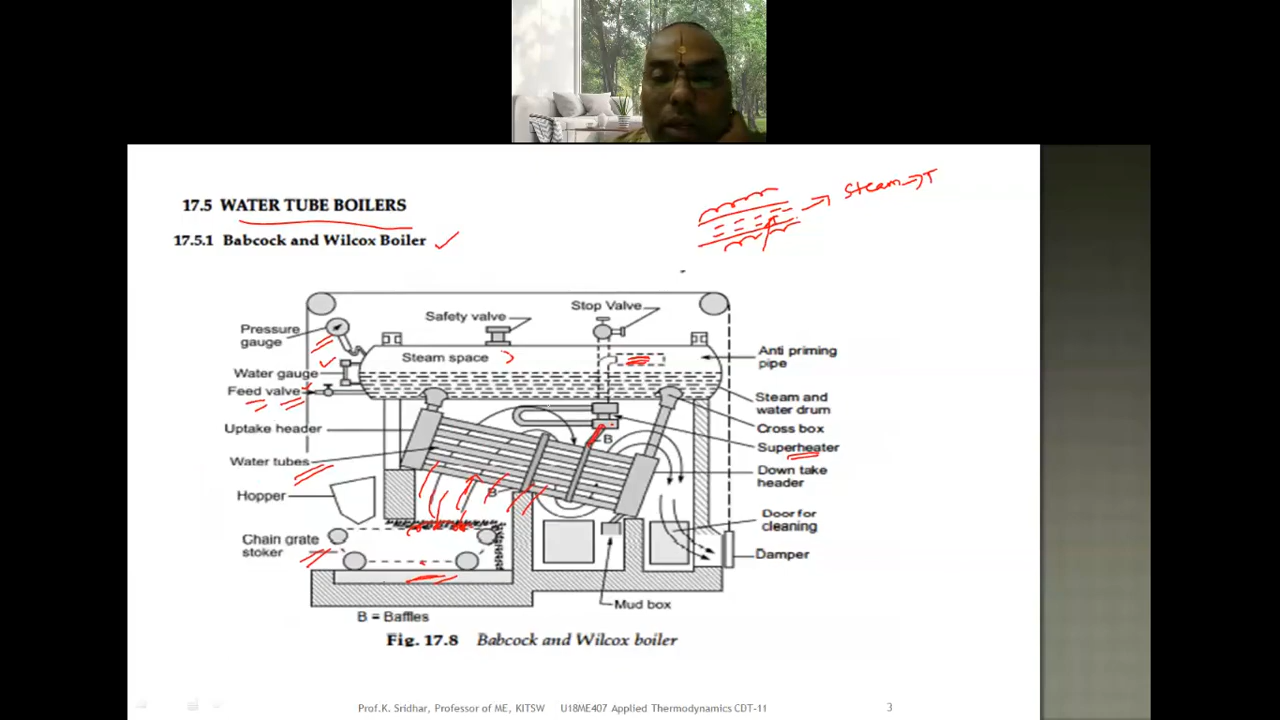 Steam → T
17.5 WATER TUBE BOILERS
17.5.1 Babcock and Wilcox Boiler
Stop Valve
Safety valve
Pressure
gauge
Steam space
Anti priming
pipe
Water gauge
Feed valve
Steam and
water drum
Uptake header
Cross box
B
Superheater
Water tubes
Down take
header
Hopper
B
Door for
cleaning
Chain grate
stoker
Damper
Mud box
B = Baffles
Fig. 17.8 Babcock and Wilcox boiler
Prof.K. Sridhar, Professor of ME, KITSW U18ME407 Applied Thermodynamics CDT-11 3